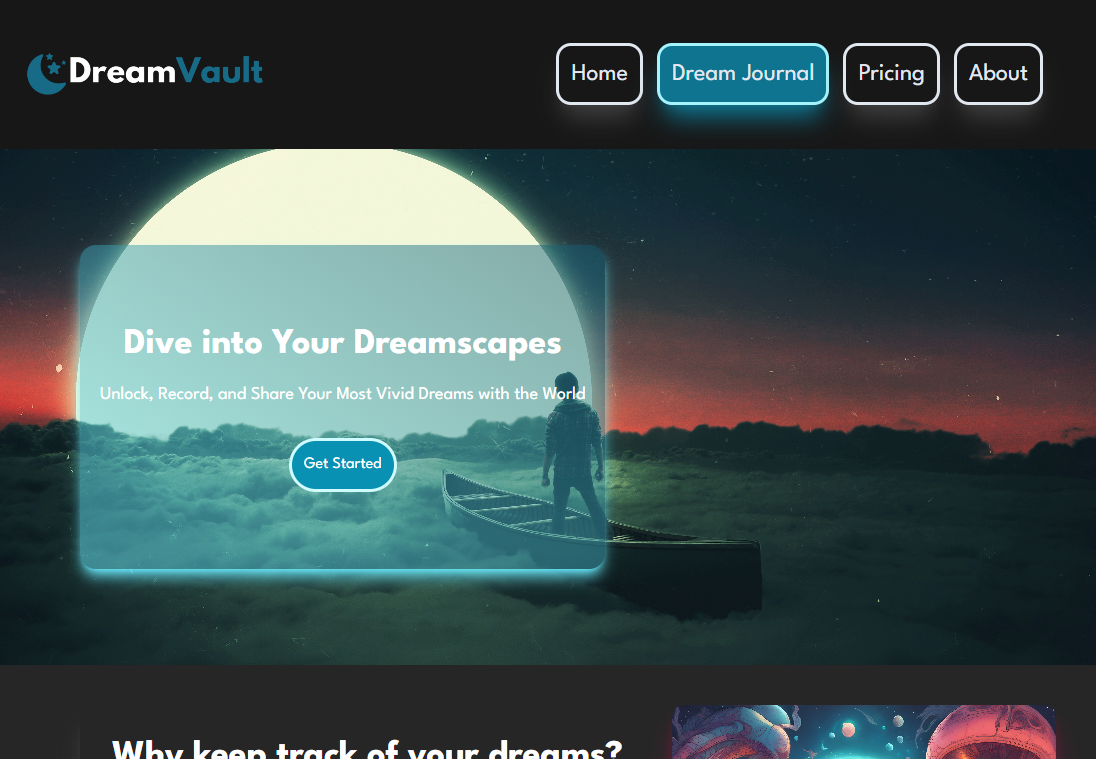 DreamVault
Home
Dream Journal
Pricing
About
Dive into Your Dreamscapes
Unlock, Record, and Share Your Most Vivid Dreams with the World
Get Started
Why keep track of your dreams?